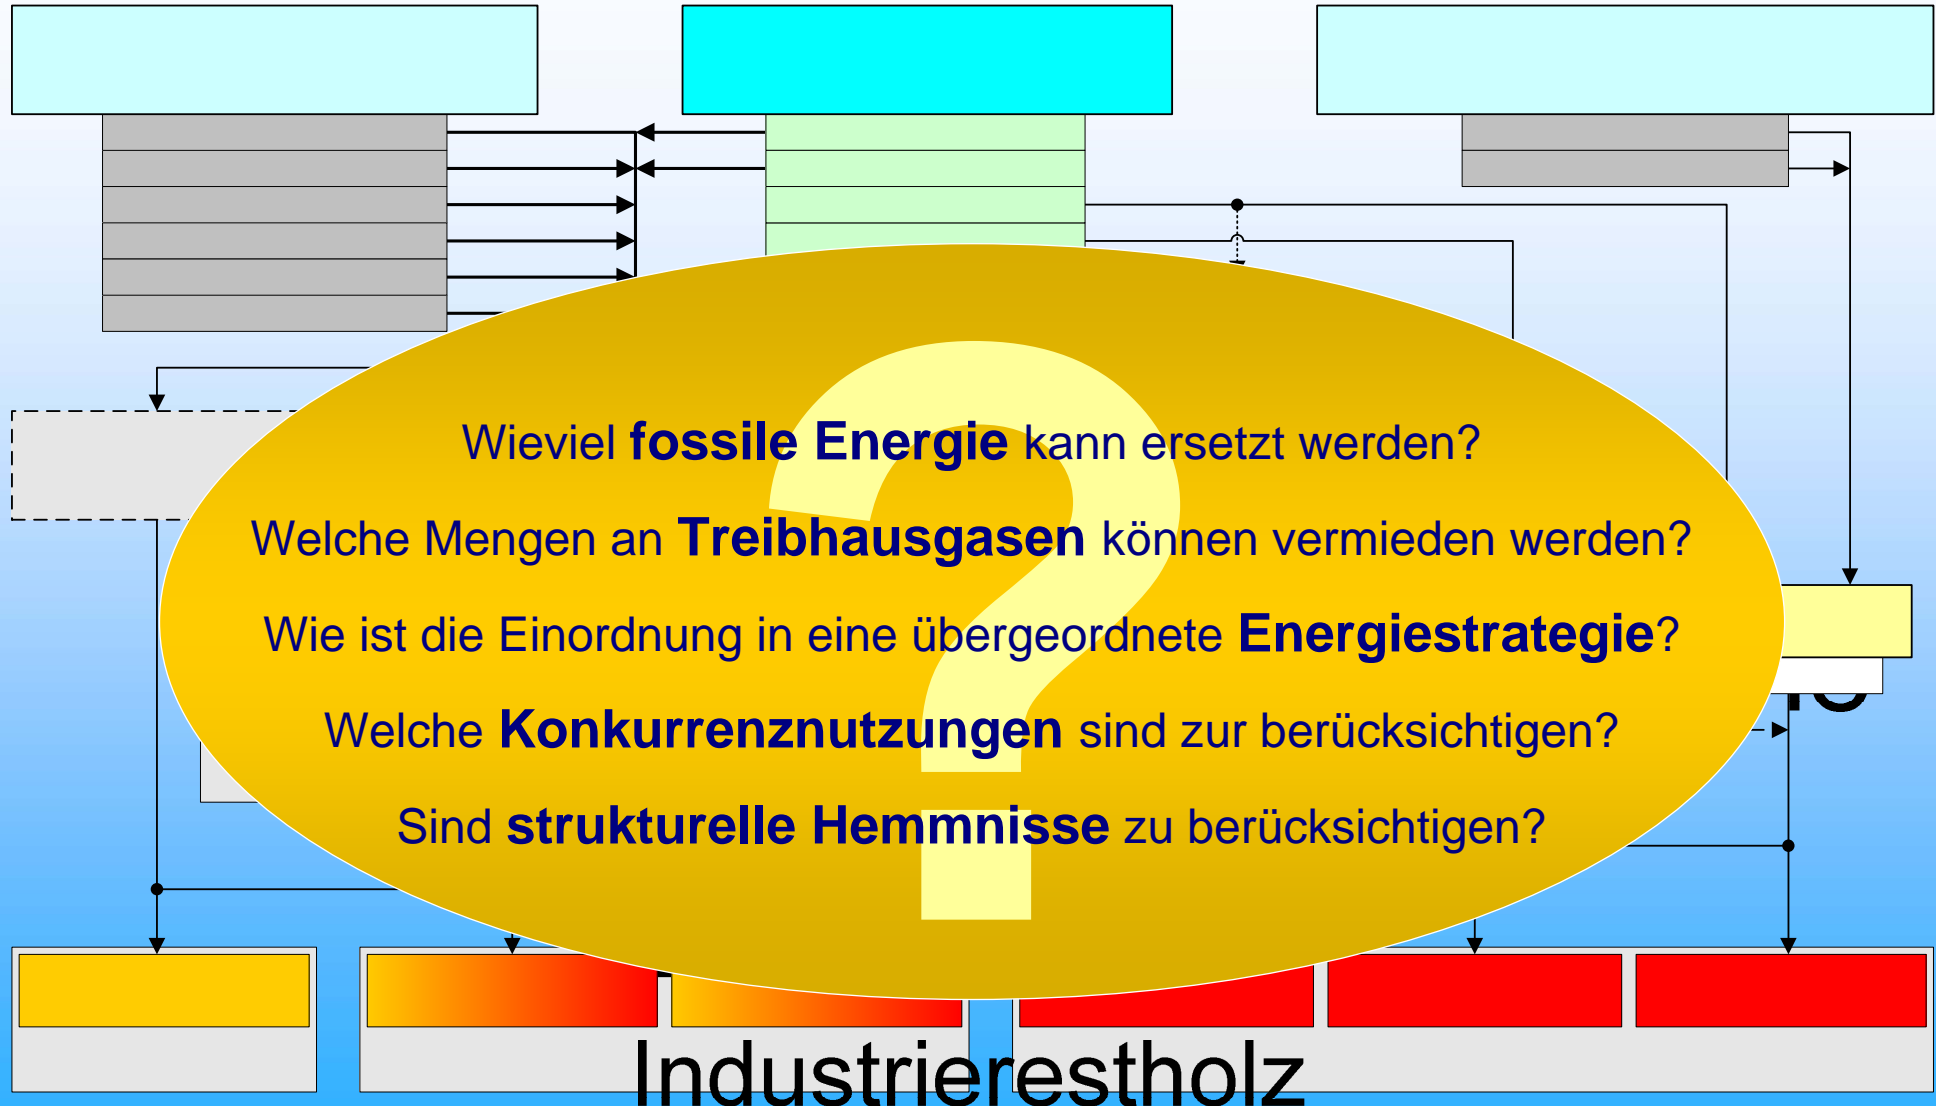 Wieviel fossile Energie kann ersetzt werden?
Welche Mengen an Treibhausgasen können vermieden werden?
Wie ist die Einordnung in eine übergeordnete Energiestrategie?
Welche Konkurrenznutzungen sind zur berücksichtigen?
Sind strukturelle Hemmnisse zu berücksichtigen?
?
Industrierestholz